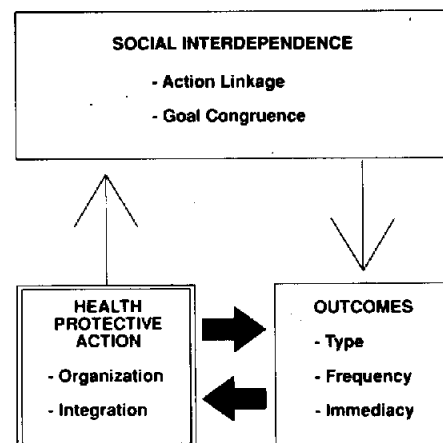 SOCIAL INTERDEPENDENCE
- Action Linkage
- Goal Congruence
HEALTH
PROTECTIVE
ACTION
- Organization
- Integration
OUTCOMES
- Type
- Frequency
- Immediacy